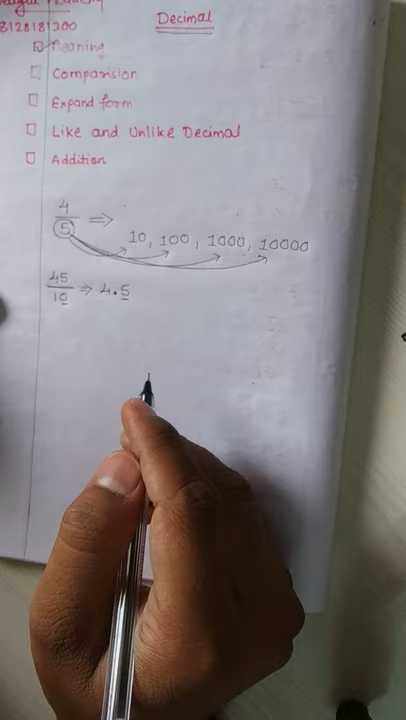 8128181200
Decimal
Meaning
Comparision
Expand form
Like and Unlike Decimal
Addition
4/5 ⇒ 10, 100, 1000, 10000
45/10 ⇒ 4.5